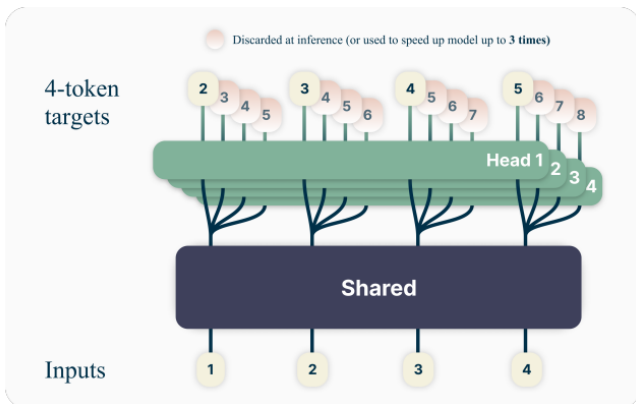 Discarded at inference (or used to speed up model up to 3 times)
4-token
targets
2 3 4 5 3 4 5 6 4 5 6 7 5 6 7 8
Head 1 2 3 4
Shared
Inputs 1 2 3 4